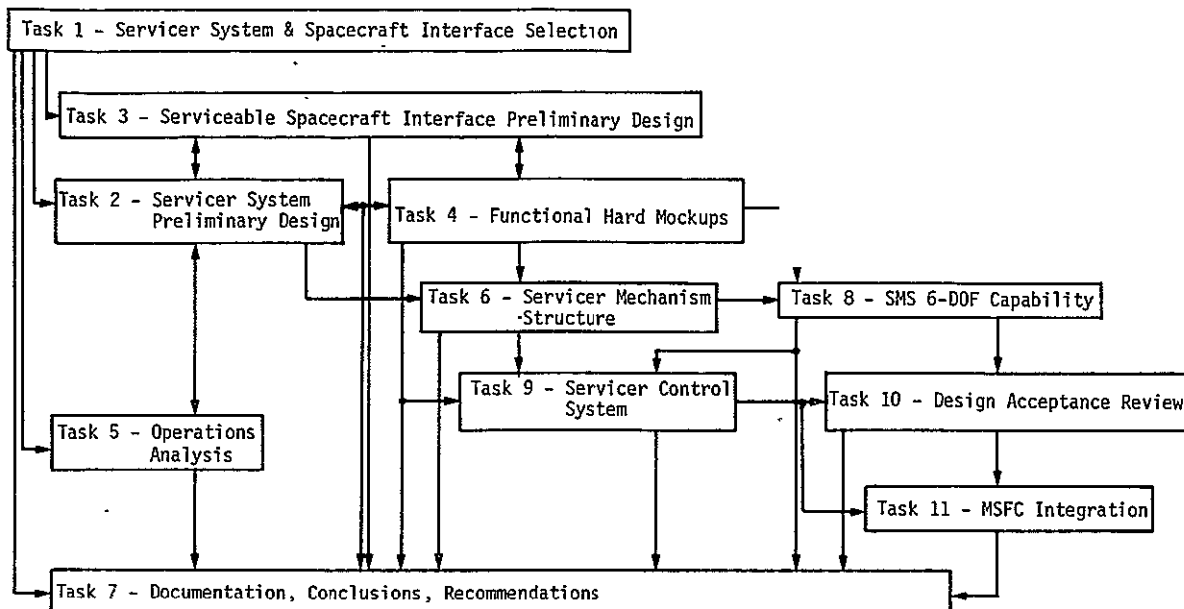 Task 1 - Servicer System & Spacecraft Interface Selection
Task 3 - Serviceable Spacecraft Interface Preliminary Design
Task 2 - Servicer System
Preliminary Design
Task 4 - Functional Hard Mockups
Task 6 - Servicer Mechanism
Structure
Task 8 - SMS 6-DOF Capability
Task 9 - Servicer Control
System
Task 10 - Design Acceptance Review
Task 5 - Operations
Analysis
Task 11 - MSFC Integration
Task 7 - Documentation, Conclusions, Recommendations